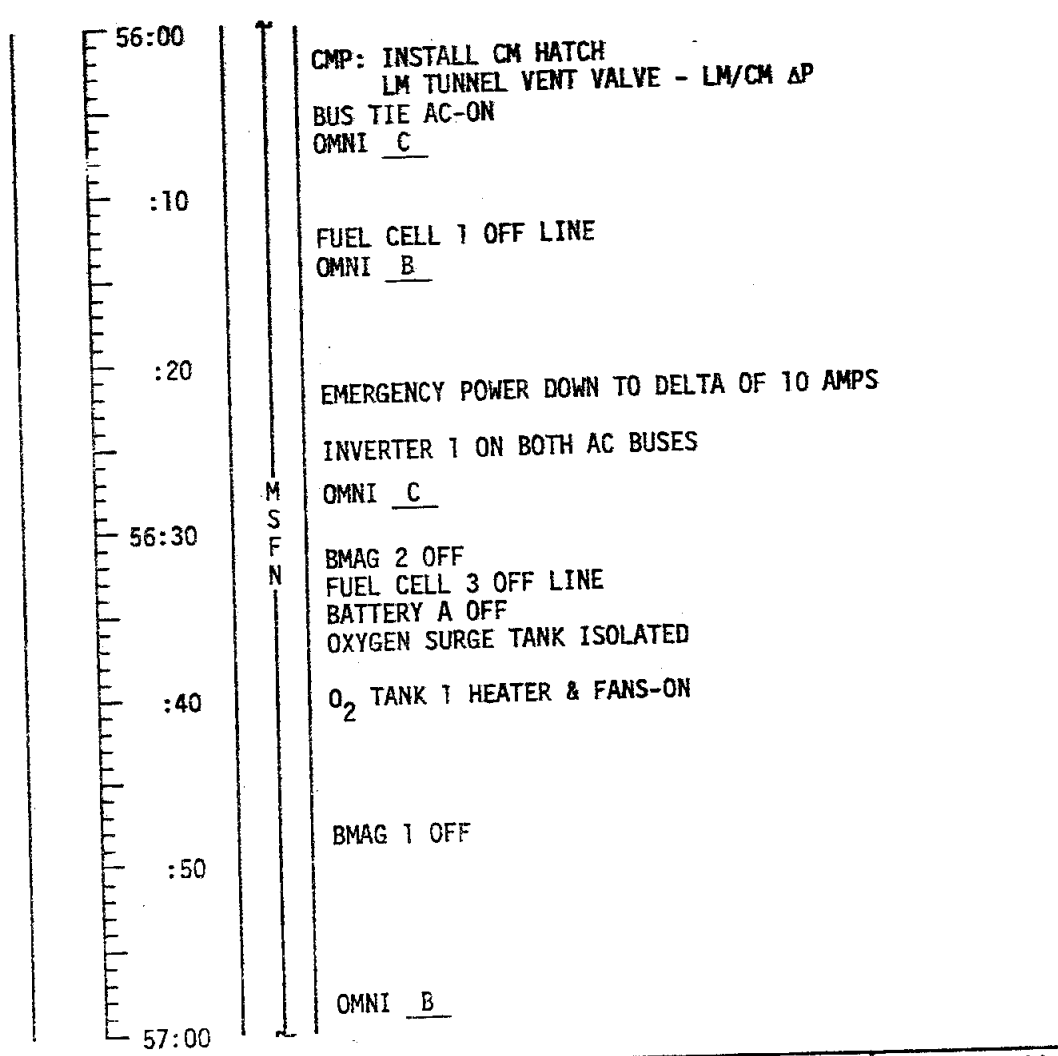 56:00
CMP: INSTALL CM HATCH
LM TUNNEL VENT VALVE - LM/CM ΔP
BUS TIE AC-ON
OMNI C
:10
FUEL CELL 1 OFF LINE
OMNI B
:20
EMERGENCY POWER DOWN TO DELTA OF 10 AMPS
INVERTER 1 ON BOTH AC BUSES
MSFN
OMNI C
56:30
BMAG 2 OFF
FUEL CELL 3 OFF LINE
BATTERY A OFF
OXYGEN SURGE TANK ISOLATED
:40
O₂ TANK 1 HEATER & FANS-ON
BMAG 1 OFF
:50
OMNI B
57:00